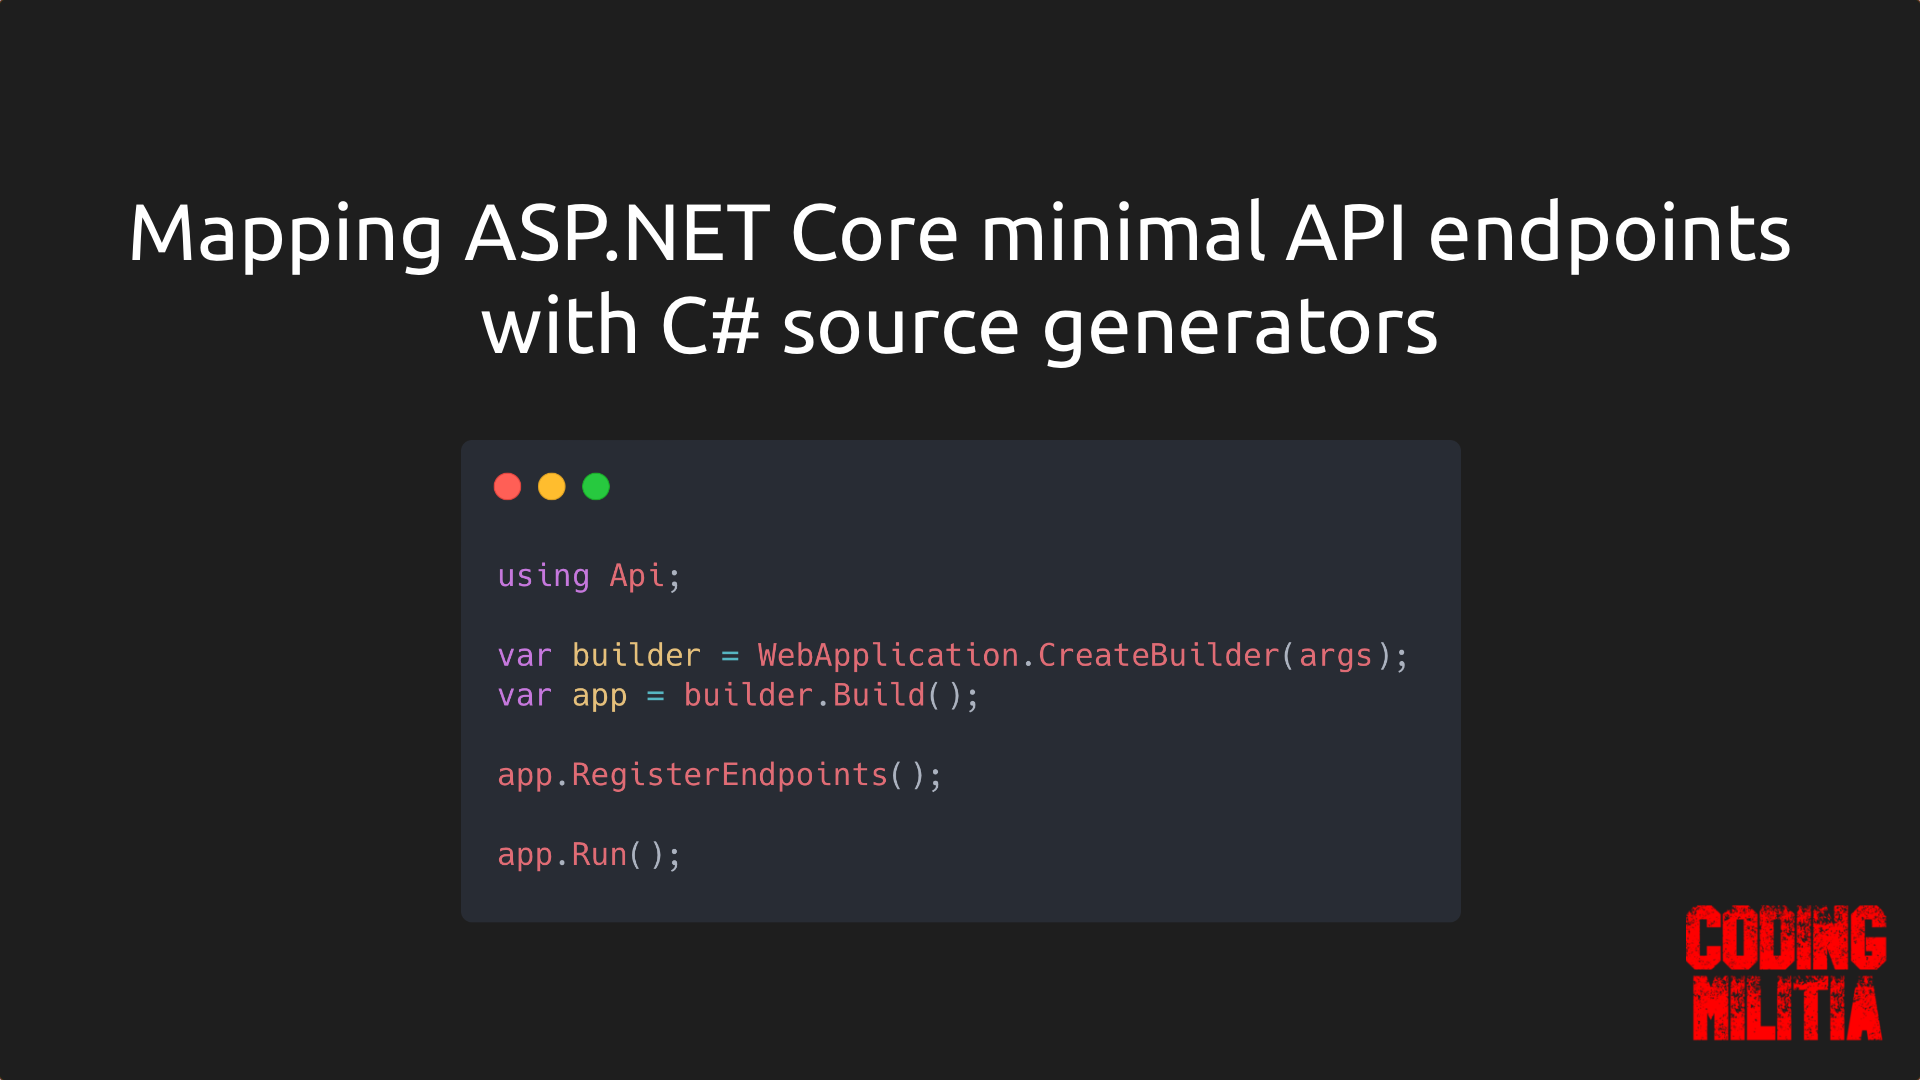 Mapping ASP.NET Core minimal API endpoints
with C# source generators
using Api;
var builder = WebApplication.CreateBuilder(args);
var app = builder.Build();
app.RegisterEndpoints();
app.Run();
CODING
MILITIA